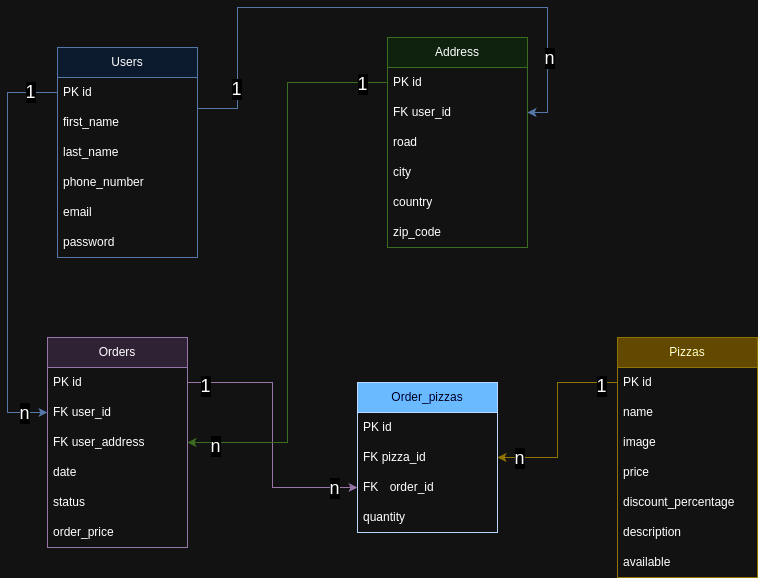 Users
PK id
first_name
last_name
phone_number
email
password
1
1
n
Address
PK id
FK user_id
road
city
country
zip_code
1
n
Orders
PK id
FK user_id
FK user_address
date
status
order_price
1
n
n
Order_pizzas
PK id
FK pizza_id
FK order_id
quantity
n
1
Pizzas
PK id
name
image
price
discount_percentage
description
available